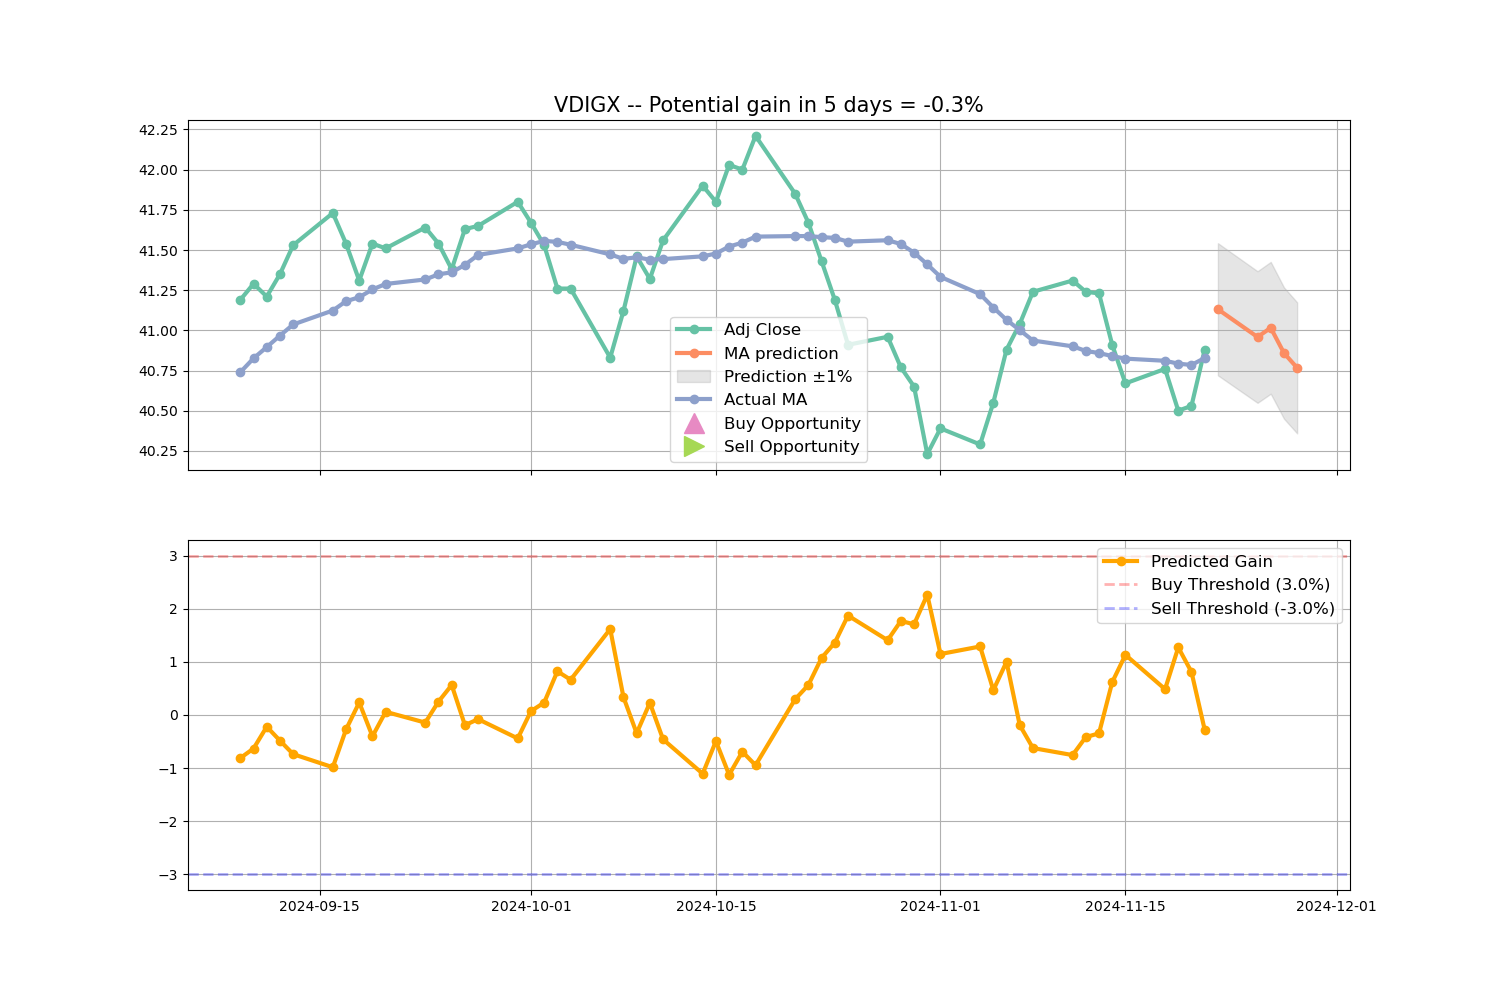 VDIGX -- Potential gain in 5 days = -0.3%
42.25
42.00
41.75
41.50
41.25
41.00
40.75
40.50
40.25
Adj Close
MA prediction
Prediction ±1%
Actual MA
Buy Opportunity
Sell Opportunity
3
2
1
0
−1
−2
−3
Predicted Gain
Buy Threshold (3.0%)
Sell Threshold (-3.0%)
2024-09-15 2024-10-01 2024-10-15 2024-11-01 2024-11-15 2024-12-01